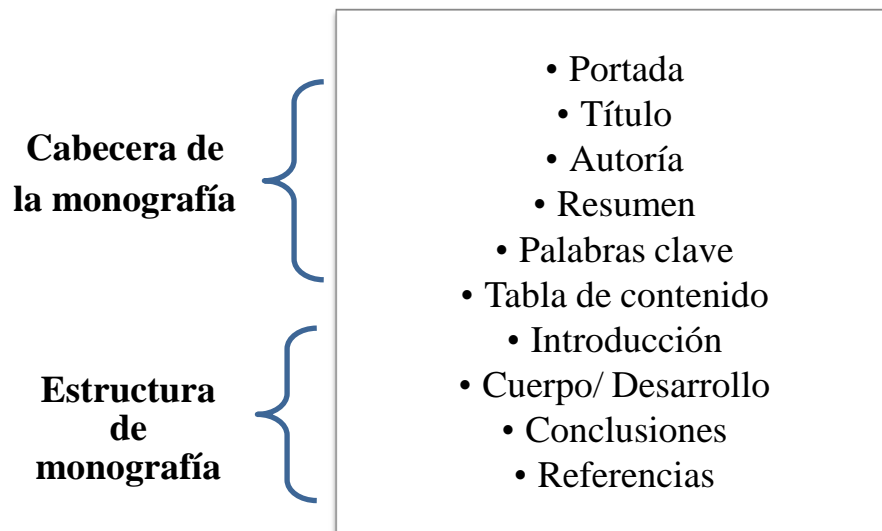 Cabecera de
la monografía
• Portada
• Título
• Autoría
• Resumen
• Palabras clave
• Tabla de contenido
Estructura
de
monografía
• Introducción
• Cuerpo/ Desarrollo
• Conclusiones
• Referencias